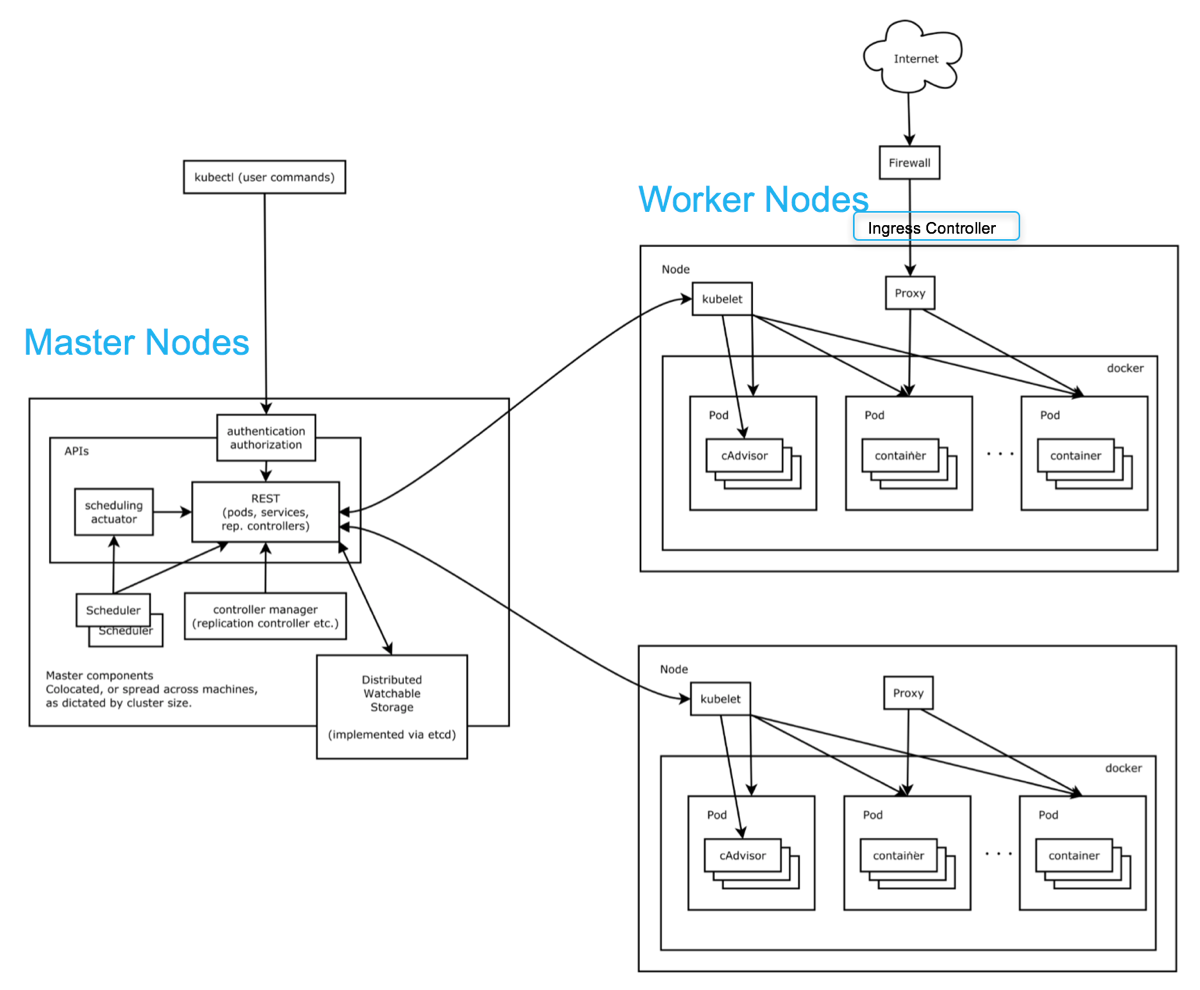 Internet
Firewall
kubectl (user commands)
Worker Nodes
Ingress Controller
Node
kubelet
Proxy
docker
Pod
cAdvisor
Pod
container
. . .
Pod
container
Master Nodes
authentication
authorization
APIs
scheduling
actuator
REST
(pods, services,
rep. controllers)
Scheduler
Scheduler
controller manager
(replication controller etc.)
Master components
Colocated, or spread across machines,
as dictated by cluster size.
Distributed
Watchable
Storage
(implemented via etcd)
Node
kubelet
Proxy
docker
Pod
cAdvisor
Pod
container
. . .
Pod
container